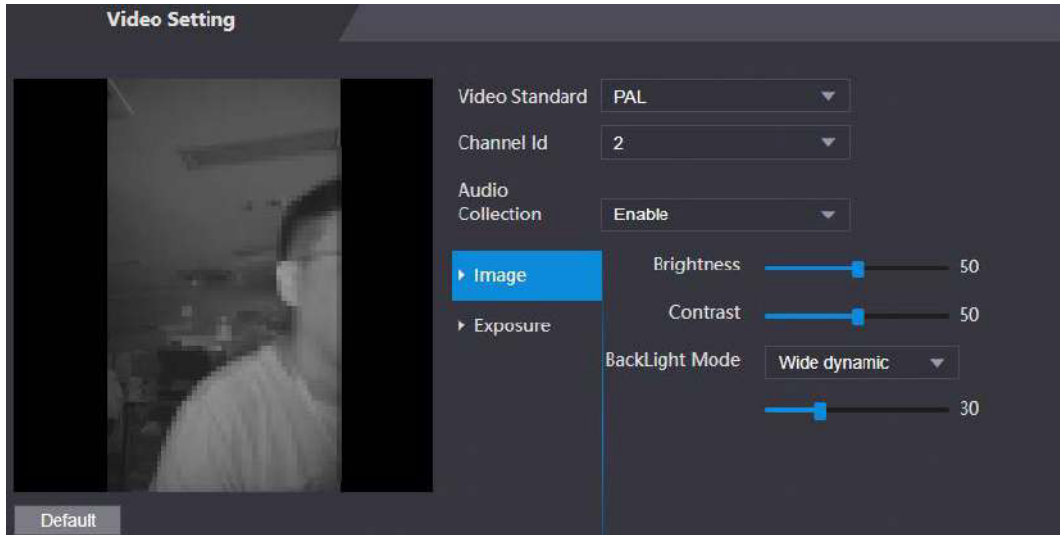 Video Setting
Video Standard PAL
Channel Id 2
Audio
Collection Enable
Image
Brightness 50
Contrast 50
Exposure
BackLight Mode Wide dynamic
30
Default